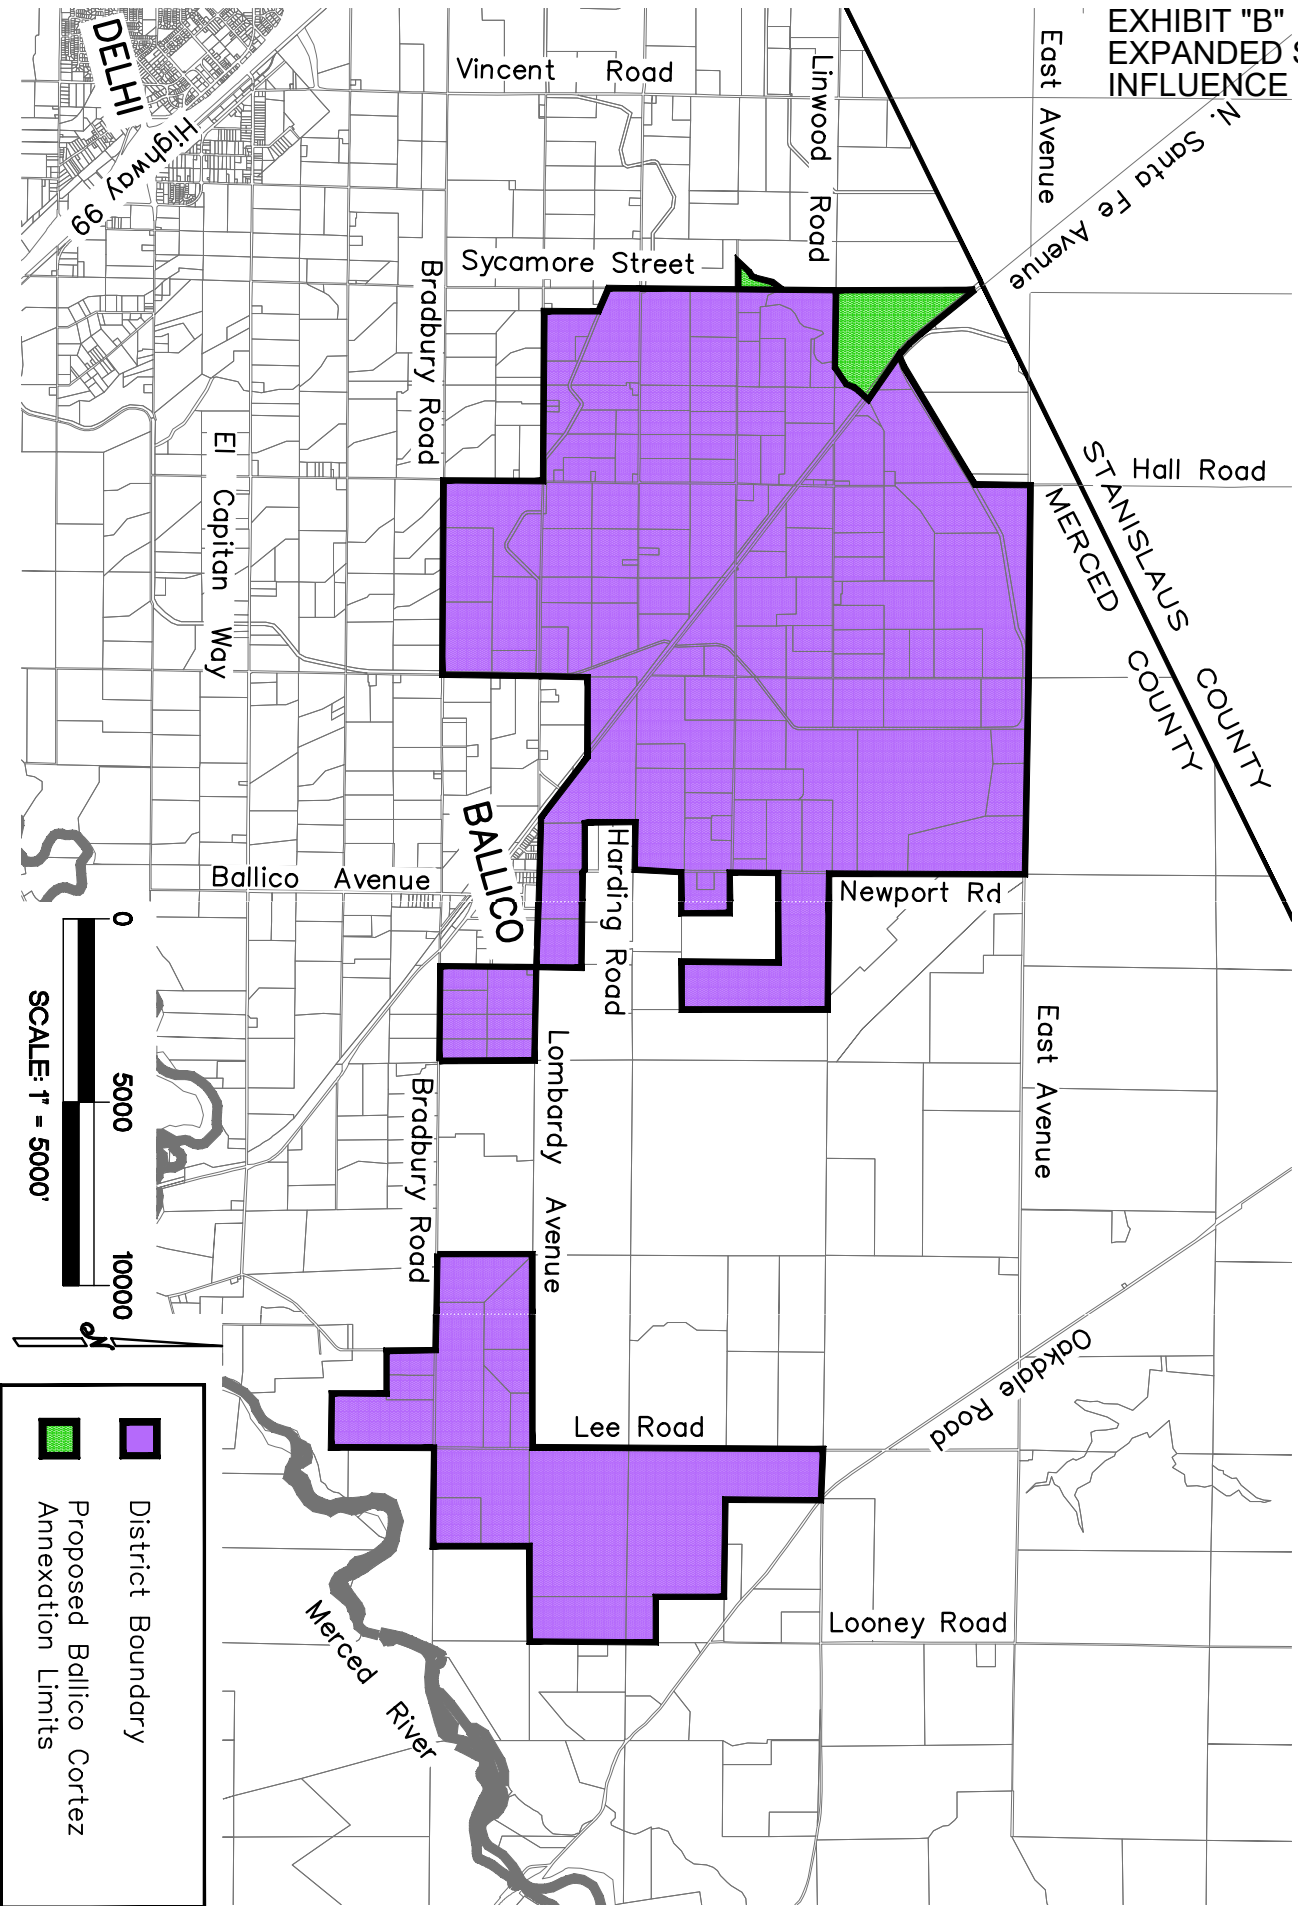 EXHIBIT "B"
EXPANDED
INFLUENCE
DELHI
Highway 99
Vincent Road
Linwood Road
East Avenue
N. Santa Fe Avenue
Sycamore Street
Bradbury Road
El Capitan Way
Hall Road
STANISLAUS COUNTY
MERCED COUNTY
BALLICO
Ballico Avenue
Harding Road
Newport Rd
Lombardy Avenue
East Avenue
Bradbury Road
Oakdale Road
Lee Road
Looney Road
Merced River
0 5000 10000
SCALE: 1" = 5000'
District Boundary
Proposed Ballico Cortez
Annexation Limits